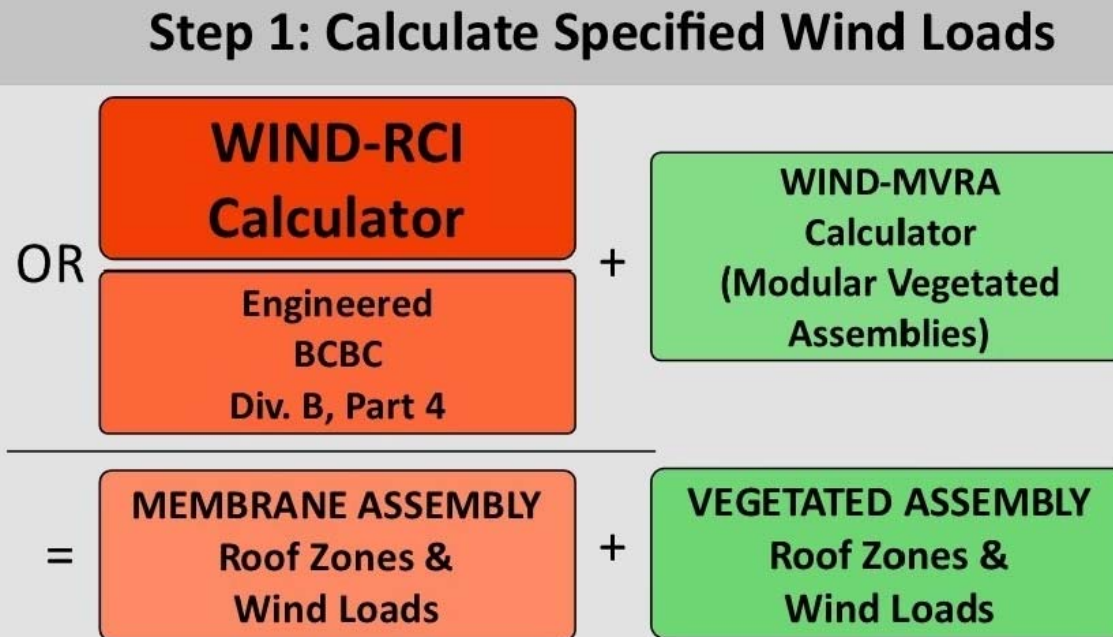 Step 1: Calculate Specified Wind Loads
WIND-RCI
Calculator
OR
Engineered
BCBC
Div. B, Part 4
+
WIND-MVRA
Calculator
(Modular Vegetated
Assemblies)
=
MEMBRANE ASSEMBLY
Roof Zones &
Wind Loads
+
VEGETATED ASSEMBLY
Roof Zones &
Wind Loads